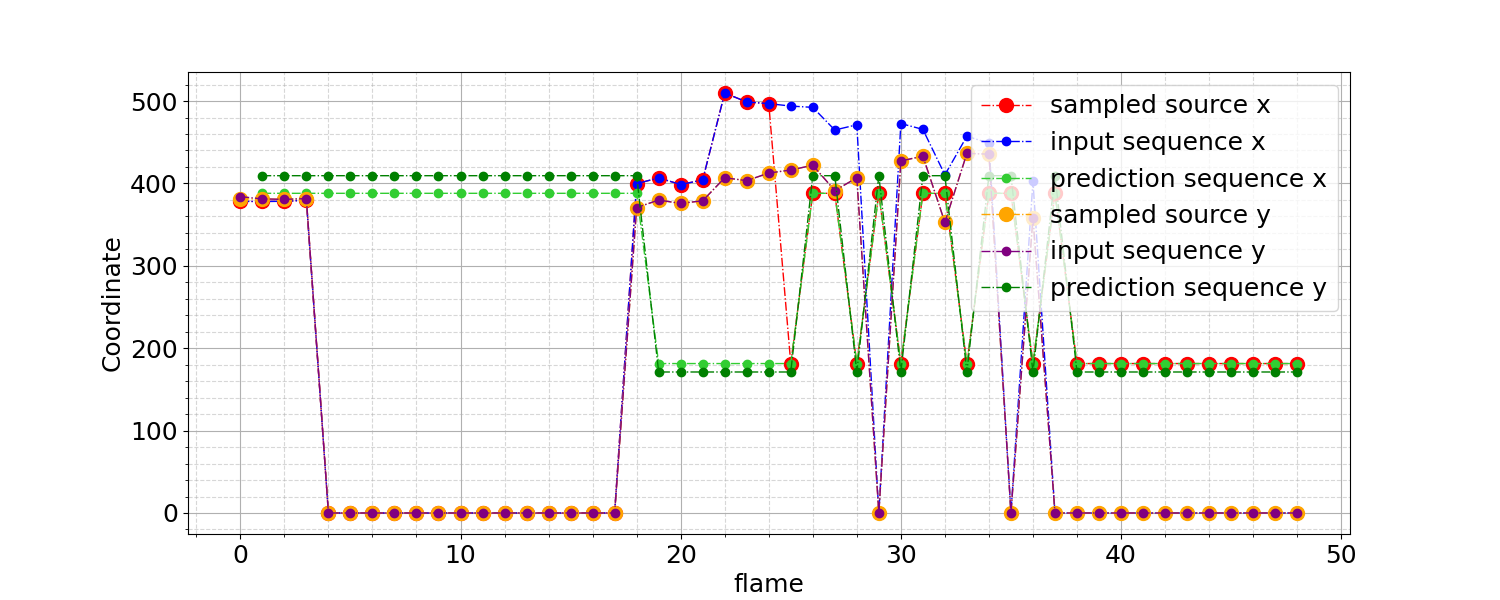 500
400
300
200
100
0
Coordinate
0 10 20 30 40 50
flame
sampled source x
input sequence x
prediction sequence x
sampled source y
input sequence y
prediction sequence y